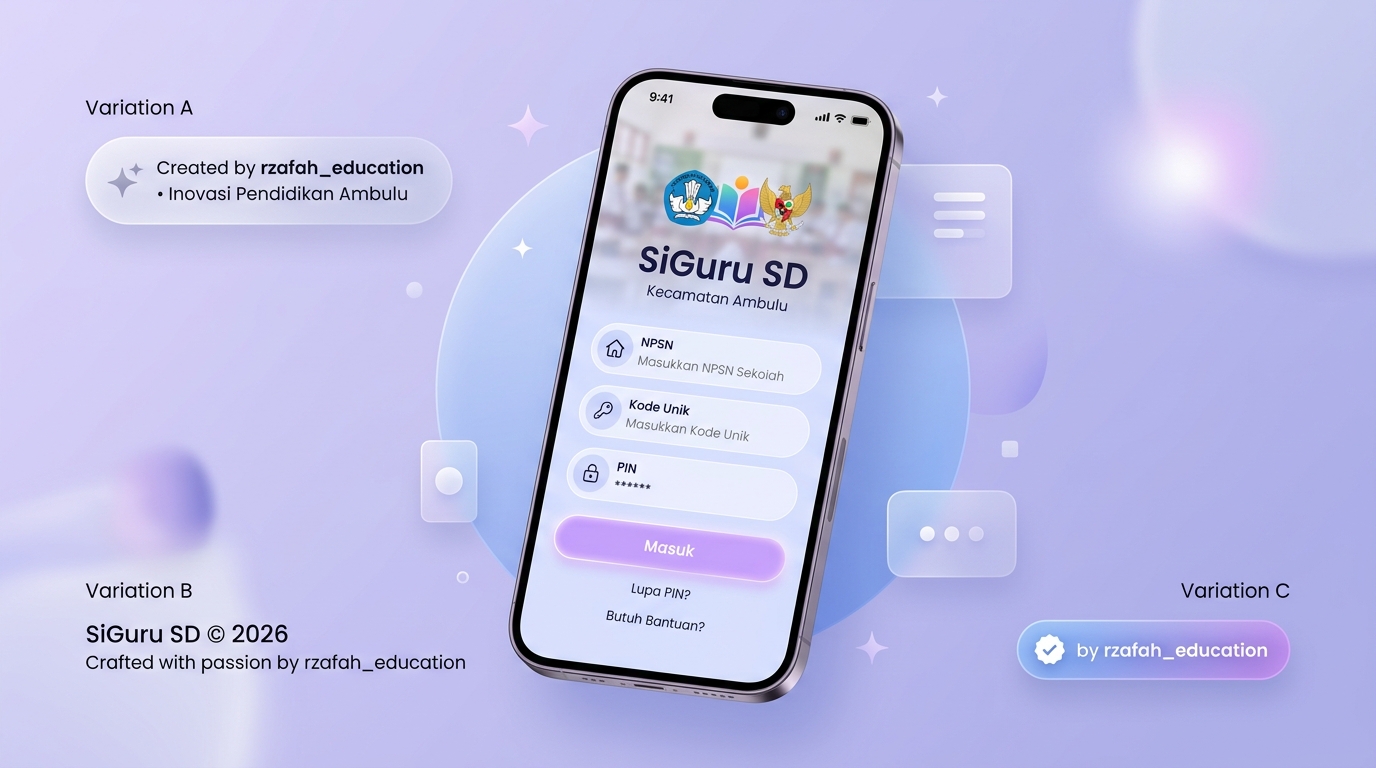 Variation A
Created by rzafah_education
• Inovasi Pendidikan Ambulu
9:41
SiGuru SD
Kecamatan Ambulu
NPSN
Masukkan NPSN Sekolah
Kode Unik
Masukkan Kode Unik
PIN
******
Masuk
Lupa PIN?
Butuh Bantuan?
Variation B
SiGuru SD © 2026
Crafted with passion by rzafah_education
Variation C
by rzafah_education